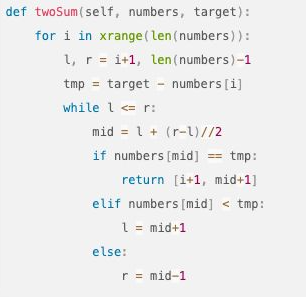 def twoSum(self, numbers, target):
    for i in xrange(len(numbers)):
        l, r = i+1, len(numbers)-1
        tmp = target - numbers[i]
        while l <= r:
            mid = l + (r-l)//2
            if numbers[mid] == tmp:
                return [i+1, mid+1]
            elif numbers[mid] < tmp:
                l = mid+1
            else:
                r = mid-1